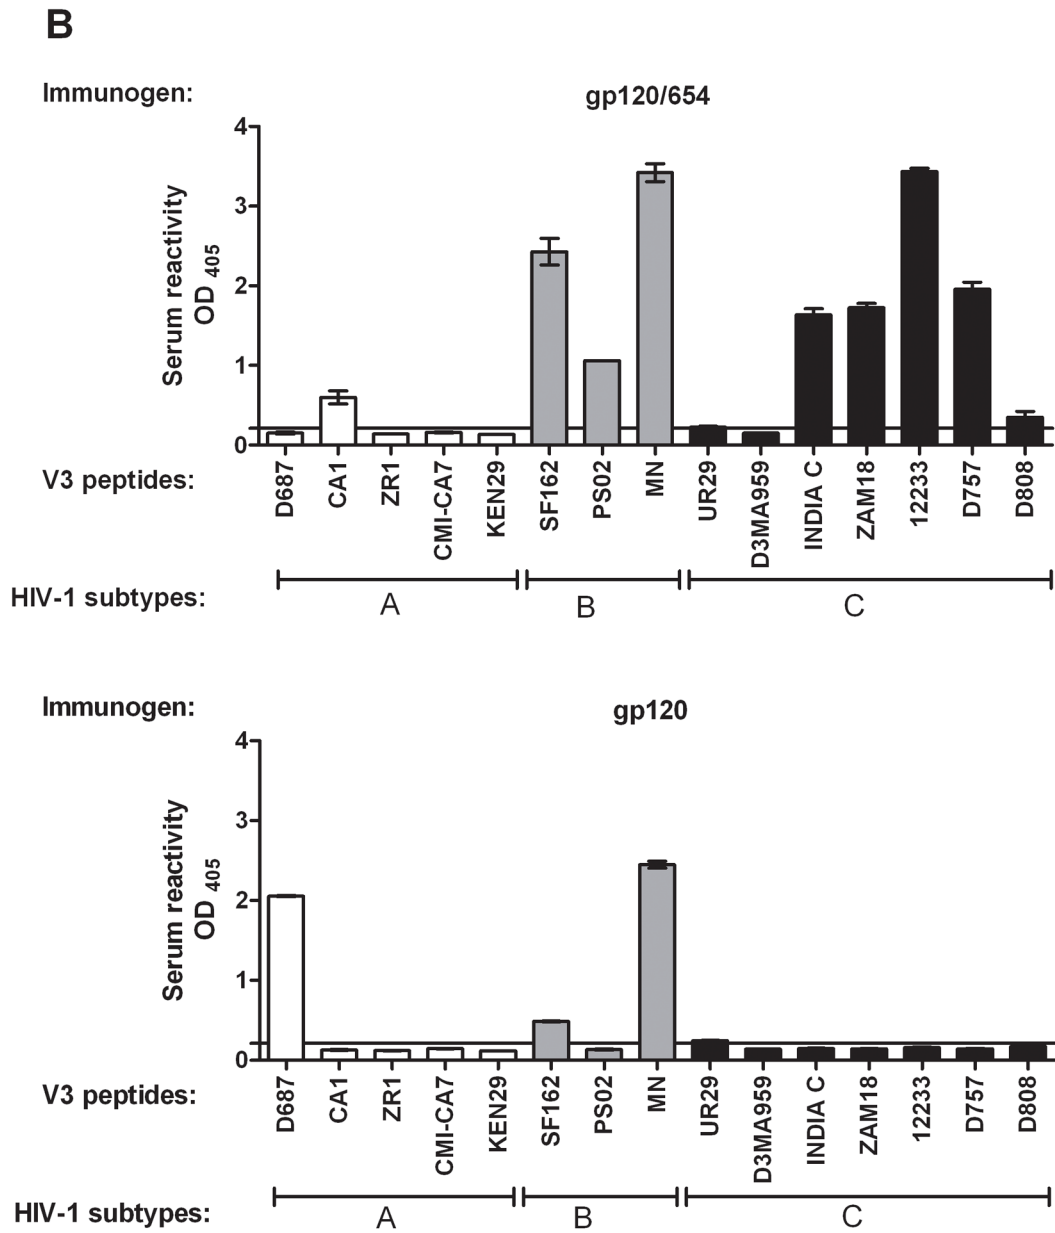 B
Immunogen: gp120/654
4
3
2
1
0
Serum reactivity
OD 405
V3 peptides: D687 CA1 ZR1 CMI-CA7 KEN29 SF162 PS02 MN UR29 D3MA959 INDIA C ZAM18 12233 D757 D808
HIV-1 subtypes: A B C
Immunogen: gp120
4
3
2
1
0
Serum reactivity
OD 405
V3 peptides: D687 CA1 ZR1 CMI-CA7 KEN29 SF162 PS02 MN UR29 D3MA959 INDIA C ZAM18 12233 D757 D808
HIV-1 subtypes: A B C